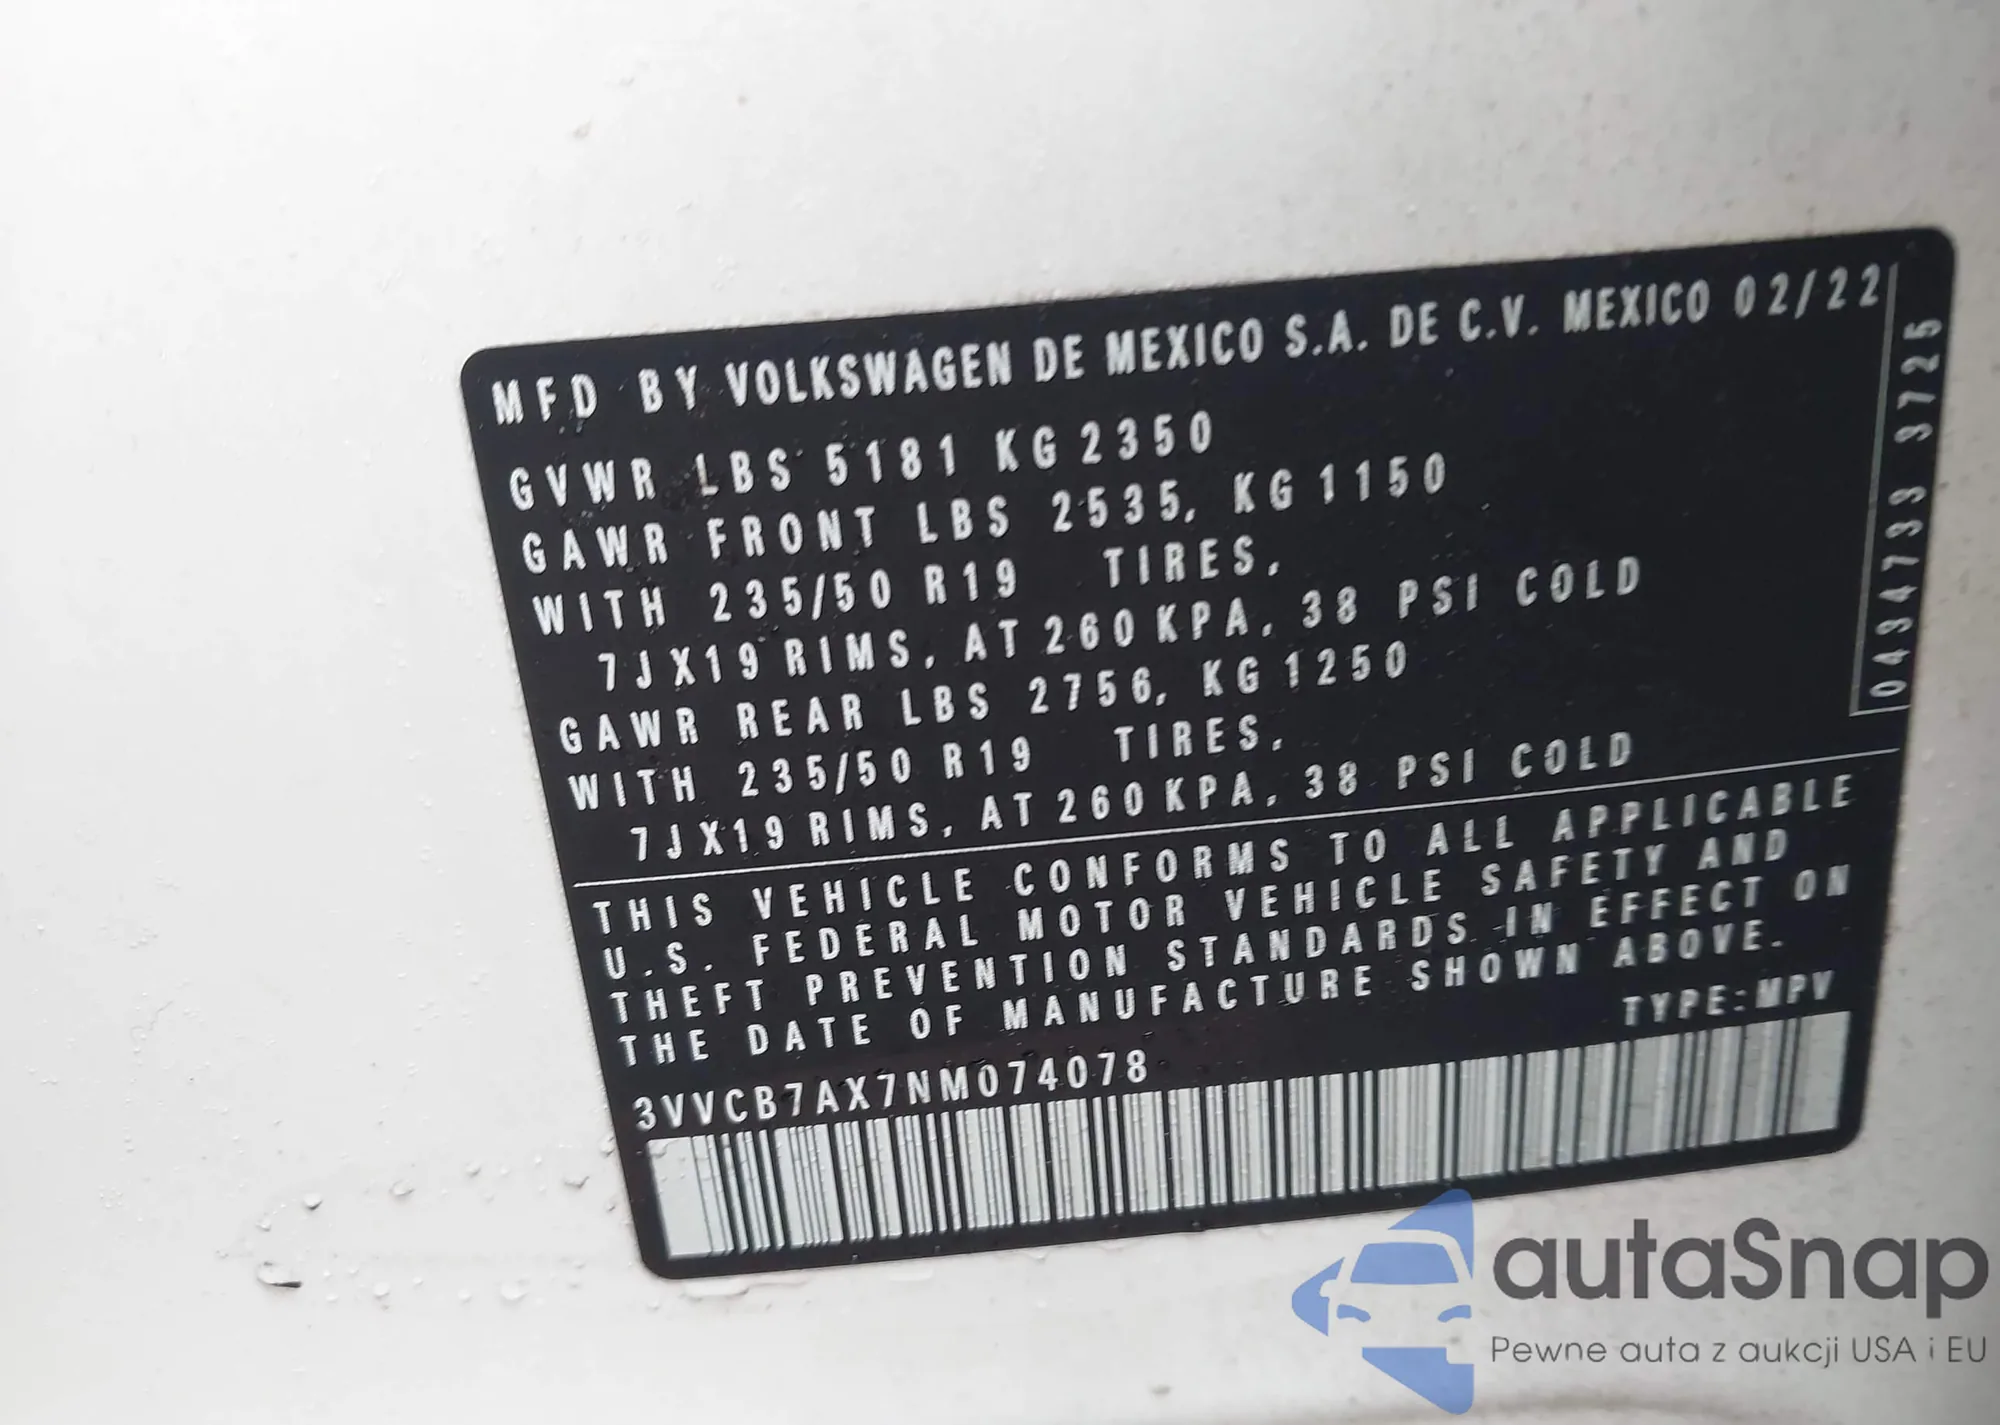 MFD BY VOLKSWAGEN DE MEXICO S.A. DE C.V. MEXICO 02/22
GVWR LBS 5181 KG 2350
GAWR FRONT LBS 2535, KG 1150
WITH 235/50 R19 TIRES,
7JX19 RIMS, AT 260 KPA, 38 PSI COLD
GAWR REAR LBS 2756, KG 1250
WITH 235/50 R19 TIRES,
7JX19 RIMS, AT 260 KPA, 38 PSI COLD
THIS VEHICLE CONFORMS TO ALL APPLICABLE
U.S. FEDERAL MOTOR VEHICLE SAFETY AND
THEFT PREVENTION STANDARDS IN EFFECT ON
THE DATE OF MANUFACTURE SHOWN ABOVE.
TYPE: MPV
3VVCB7AX7NM074078
0434733 3725
autaSnap
Pewne auta z aukcji USA i EU